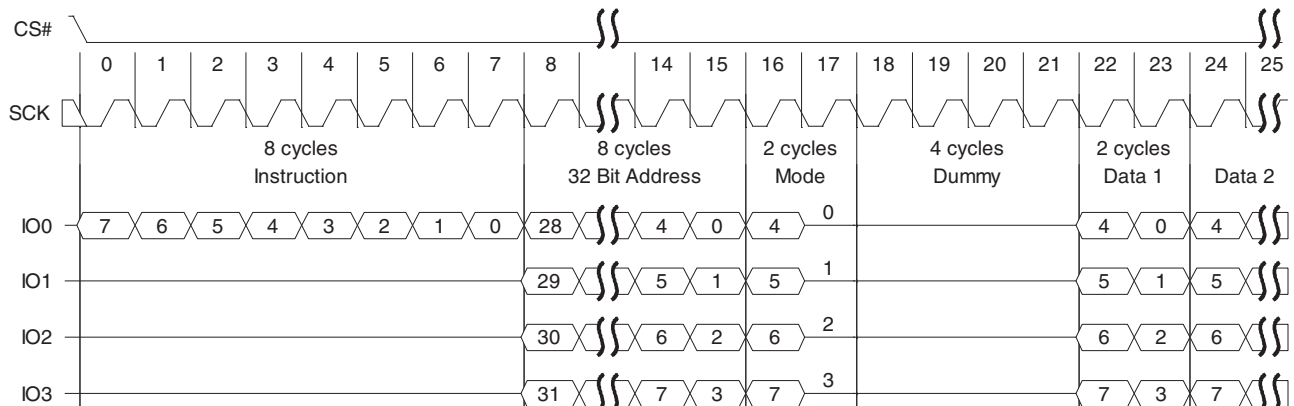 CS#
0 1 2 3 4 5 6 7 8 14 15 16 17 18 19 20 21 22 23 24 25
SCK
8 cycles 8 cycles 2 cycles 4 cycles 2 cycles
Instruction 32 Bit Address Mode Dummy Data 1 Data 2
IO0 7 6 5 4 3 2 1 0 28 4 0 4 0 4 0 4
IO1 29 5 1 5 1 5 1 5
IO2 30 6 2 6 2 6 2 6
IO3 31 7 3 7 3 7 3 7